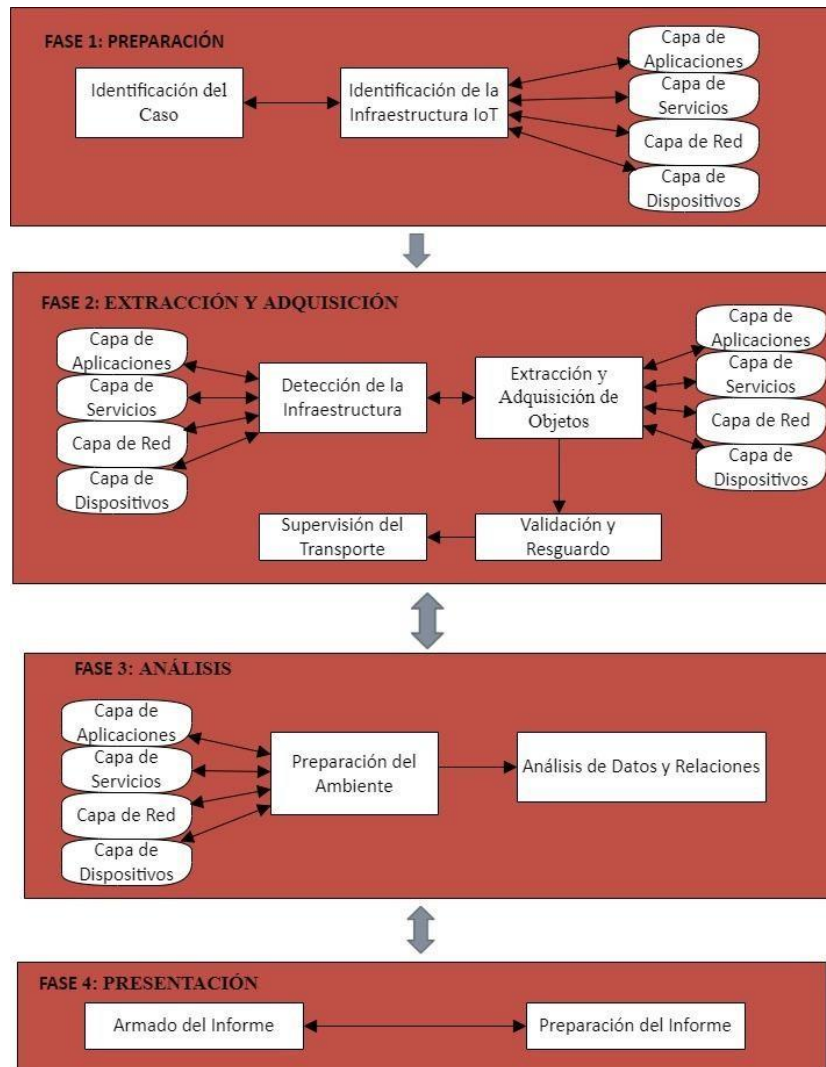 FASE 1: PREPARACIÓN
Identificación del
Caso
Identificación de la
Infraestructura IoT
Capa de
Aplicaciones
Capa de
Servicios
Capa de Red
Capa de
Dispositivos
FASE 2: EXTRACCIÓN Y ADQUISICIÓN
Capa de
Aplicaciones
Capa de
Servicios
Capa de Red
Capa de
Dispositivos
Detección de la
Infraestructura
Extracción y
Adquisición de
Objetos
Capa de
Aplicaciones
Capa de
Servicios
Capa de Red
Capa de
Dispositivos
Supervisión del
Transporte
Validación y
Resguardo
FASE 3: ANÁLISIS
Capa de
Aplicaciones
Capa de
Servicios
Capa de Red
Capa de
Dispositivos
Preparación del
Ambiente
Análisis de Datos y Relaciones
FASE 4: PRESENTACIÓN
Armado del Informe
Preparación del Informe